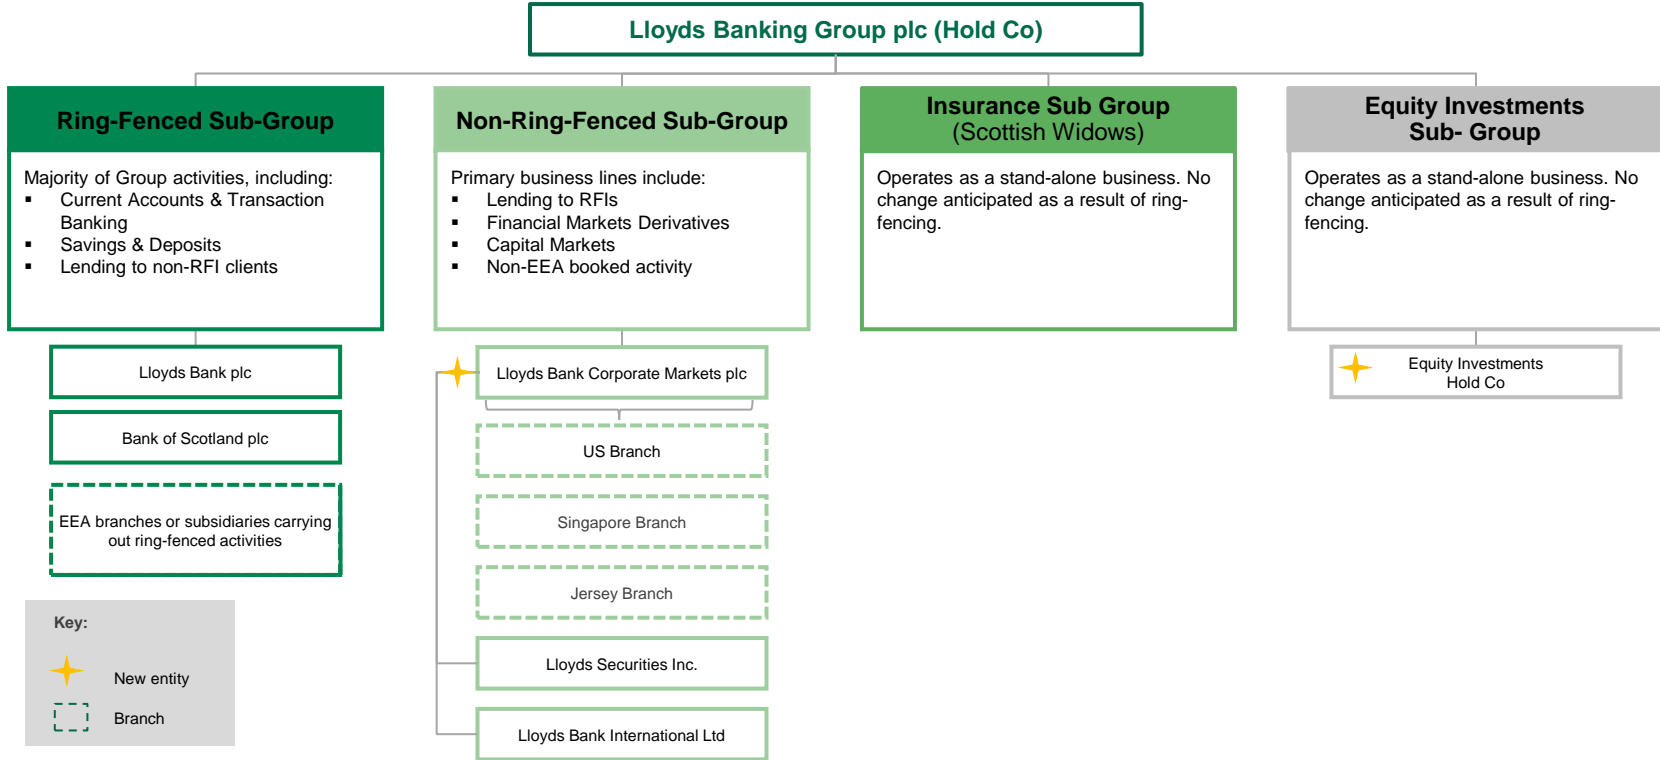 Lloyds Banking Group plc (Hold Co)
Ring-Fenced Sub-Group
Majority of Group activities, including:
▪ Current Accounts & Transaction
Banking
▪ Savings & Deposits
▪ Lending to non-RFI clients
Lloyds Bank plc
Bank of Scotland plc
EEA branches or subsidiaries carrying
out ring-fenced activities
Non-Ring-Fenced Sub-Group
Primary business lines include:
▪ Lending to RFIs
▪ Financial Markets Derivatives
▪ Capital Markets
▪ Non-EEA booked activity
Lloyds Bank Corporate Markets plc
US Branch
Singapore Branch
Jersey Branch
Lloyds Securities Inc.
Lloyds Bank International Ltd
Insurance Sub Group
(Scottish Widows)
Operates as a stand-alone business. No
change anticipated as a result of ring-
fencing.
Equity Investments
Sub- Group
Operates as a stand-alone business. No
change anticipated as a result of ring-
fencing.
Equity Investments
Hold Co
Key:
New entity
Branch